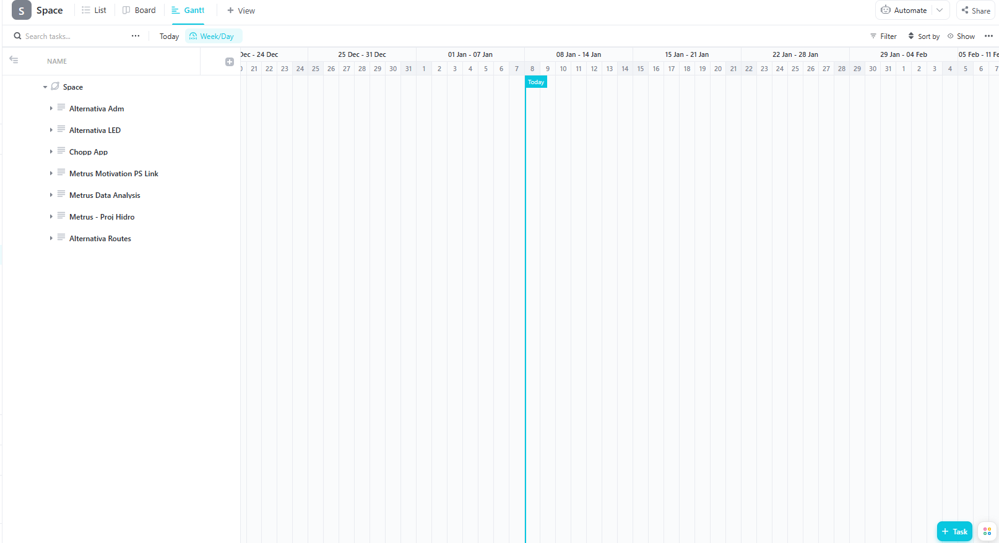 S Space List Board Gantt + View Automate Share
Search tasks... ... Today Week/Day Filter Sort by Show ...
NAME
Dec - 24 Dec 25 Dec - 31 Dec 01 Jan - 07 Jan 08 Jan - 14 Jan 15 Jan - 21 Jan 22 Jan - 28 Jan 29 Jan - 04 Feb 05 Feb - 11 Fe
21 22 23 24 25 26 27 28 29 30 31 1 2 3 4 5 6 7 8 9 10 11 12 13 14 15 16 17 18 19 20 21 22 23 24 25 26 27 28 29 30 31 1 2 3 4 5 6 7
Today
Space
Alternativa Adm
Alternativa LED
Chopp App
Metrus Motivation PS Link
Metrus Data Analysis
Metrus - Proj Hidro
Alternativa Routes
+ Task